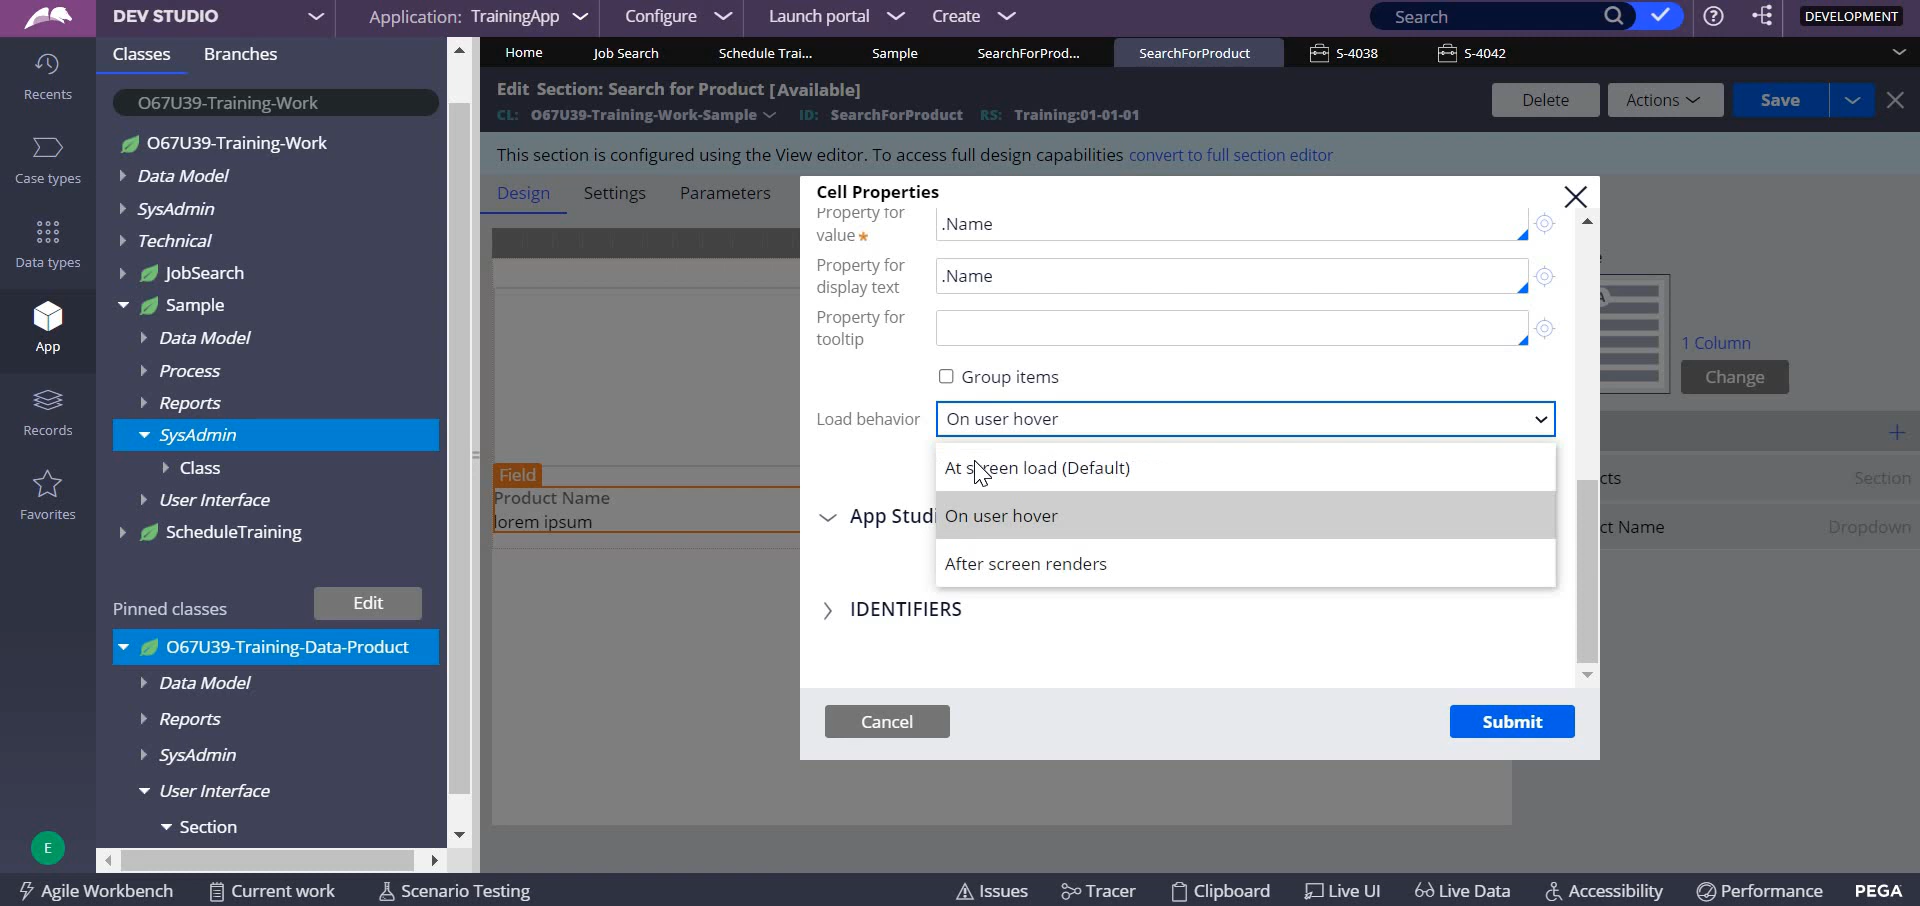 DEV STUDIO
Application: TrainingApp
Configure
Launch portal
Create
Search
DEVELOPMENT
Recents
Case types
Data types
App
Records
Favorites
E
Classes
Branches
O67U39-Training-Work
O67U39-Training-Work
Data Model
SysAdmin
Technical
JobSearch
Sample
Data Model
Process
Reports
SysAdmin
Class
User Interface
ScheduleTraining
Pinned classes
Edit
O67U39-Training-Data-Product
Data Model
Reports
SysAdmin
User Interface
Section
Home
Job Search
Schedule Trai...
Sample
SearchForProd...
SearchForProduct
S-4038
S-4042
Edit Section: Search for Product [Available]
CL: O67U39-Training-Work-Sample ID: SearchForProduct RS: Training:01-01-01
Delete
Actions
Save
This section is configured using the View editor. To access full design capabilities convert to full section editor
Design
Settings
Parameters
Field
Product Name
lorem ipsum
Cell Properties
Property for value★
.Name
Property for display text
.Name
Property for tooltip
Group items
Load behavior
On user hover
At screen load (Default)
On user hover
After screen renders
App Studi
IDENTIFIERS
Cancel
Submit
A
1 Column
Change
cts
Section
ct Name
Dropdown
Agile Workbench
Current work
Scenario Testing
Issues
Tracer
Clipboard
Live UI
Live Data
Accessibility
Performance
PEGA